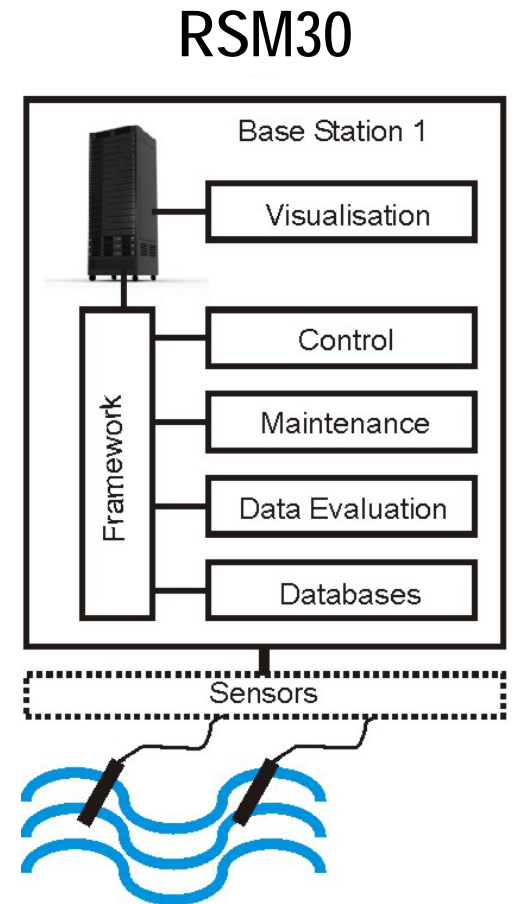 RSM30
Base Station 1
Visualisation
Control
Framework
Maintenance
Data Evaluation
Databases
Sensors